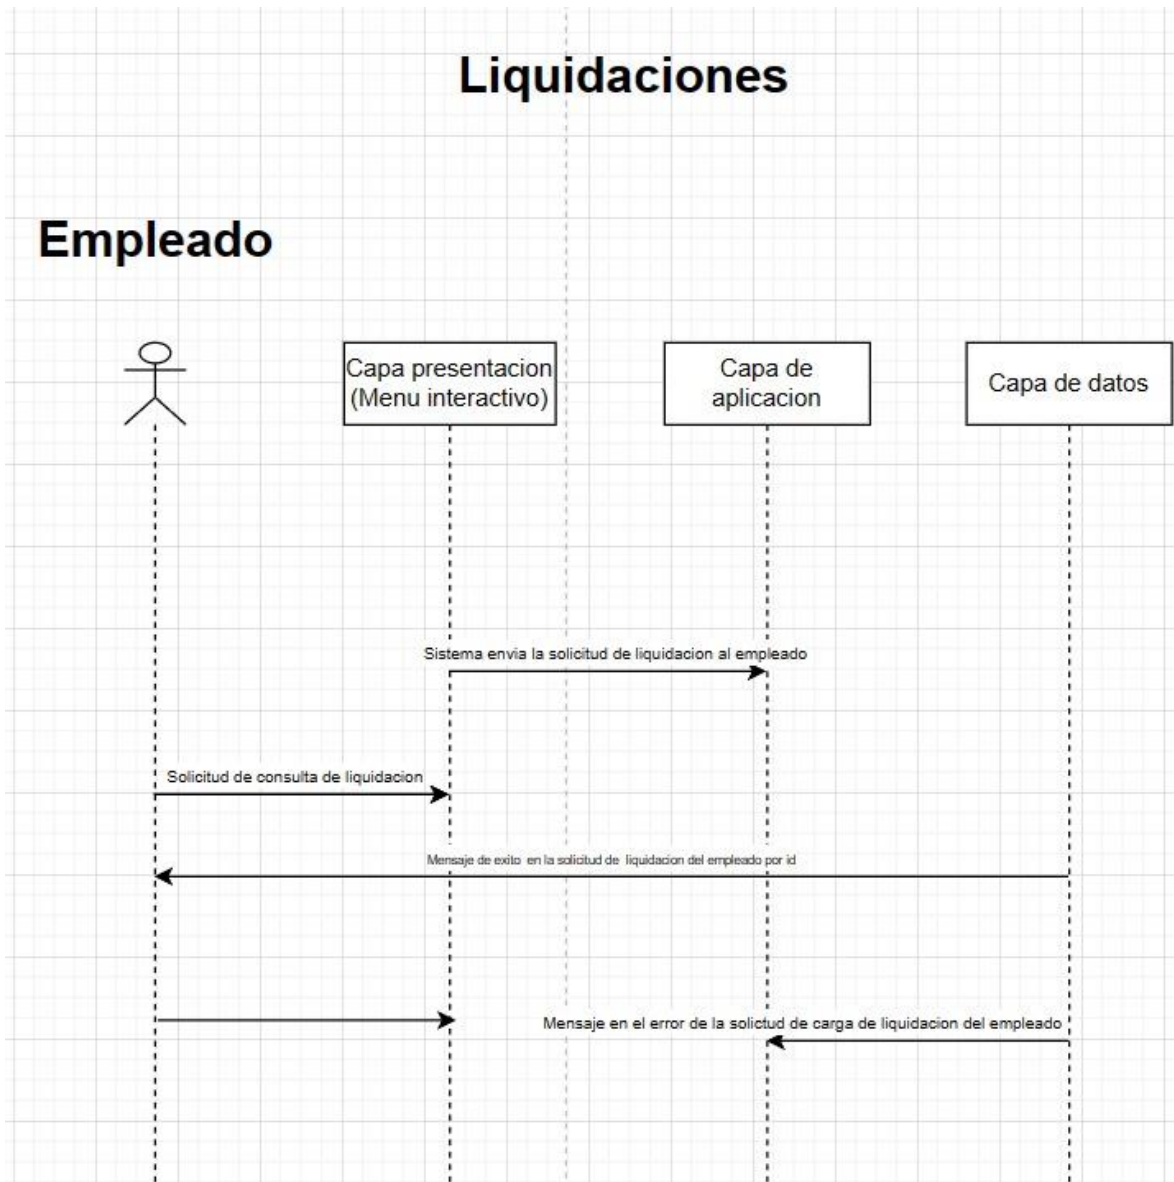 Liquidaciones
Empleado
Capa presentacion
(Menu interactivo)
Capa de
aplicacion
Capa de datos
Sistema envia la solicitud de liquidacion al empleado
Solicitud de consulta de liquidacion
Mensaje de exito en la solicitud de liquidacion del empleado por id
Mensaje en el error de la solictud de carga de liquidacion del empleado